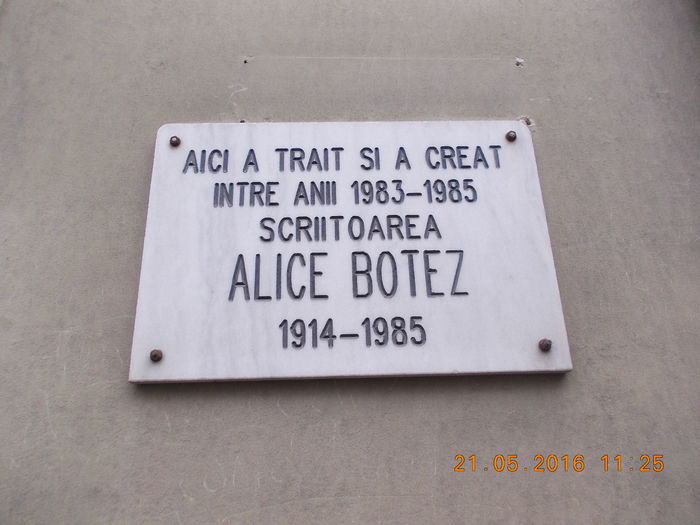 AICI A TRAIT SI A CREAT
INTRE ANII 1983-1985
SCRIITOAREA
ALICE BOTEZ
1914-1985
21.05.2016 11:25